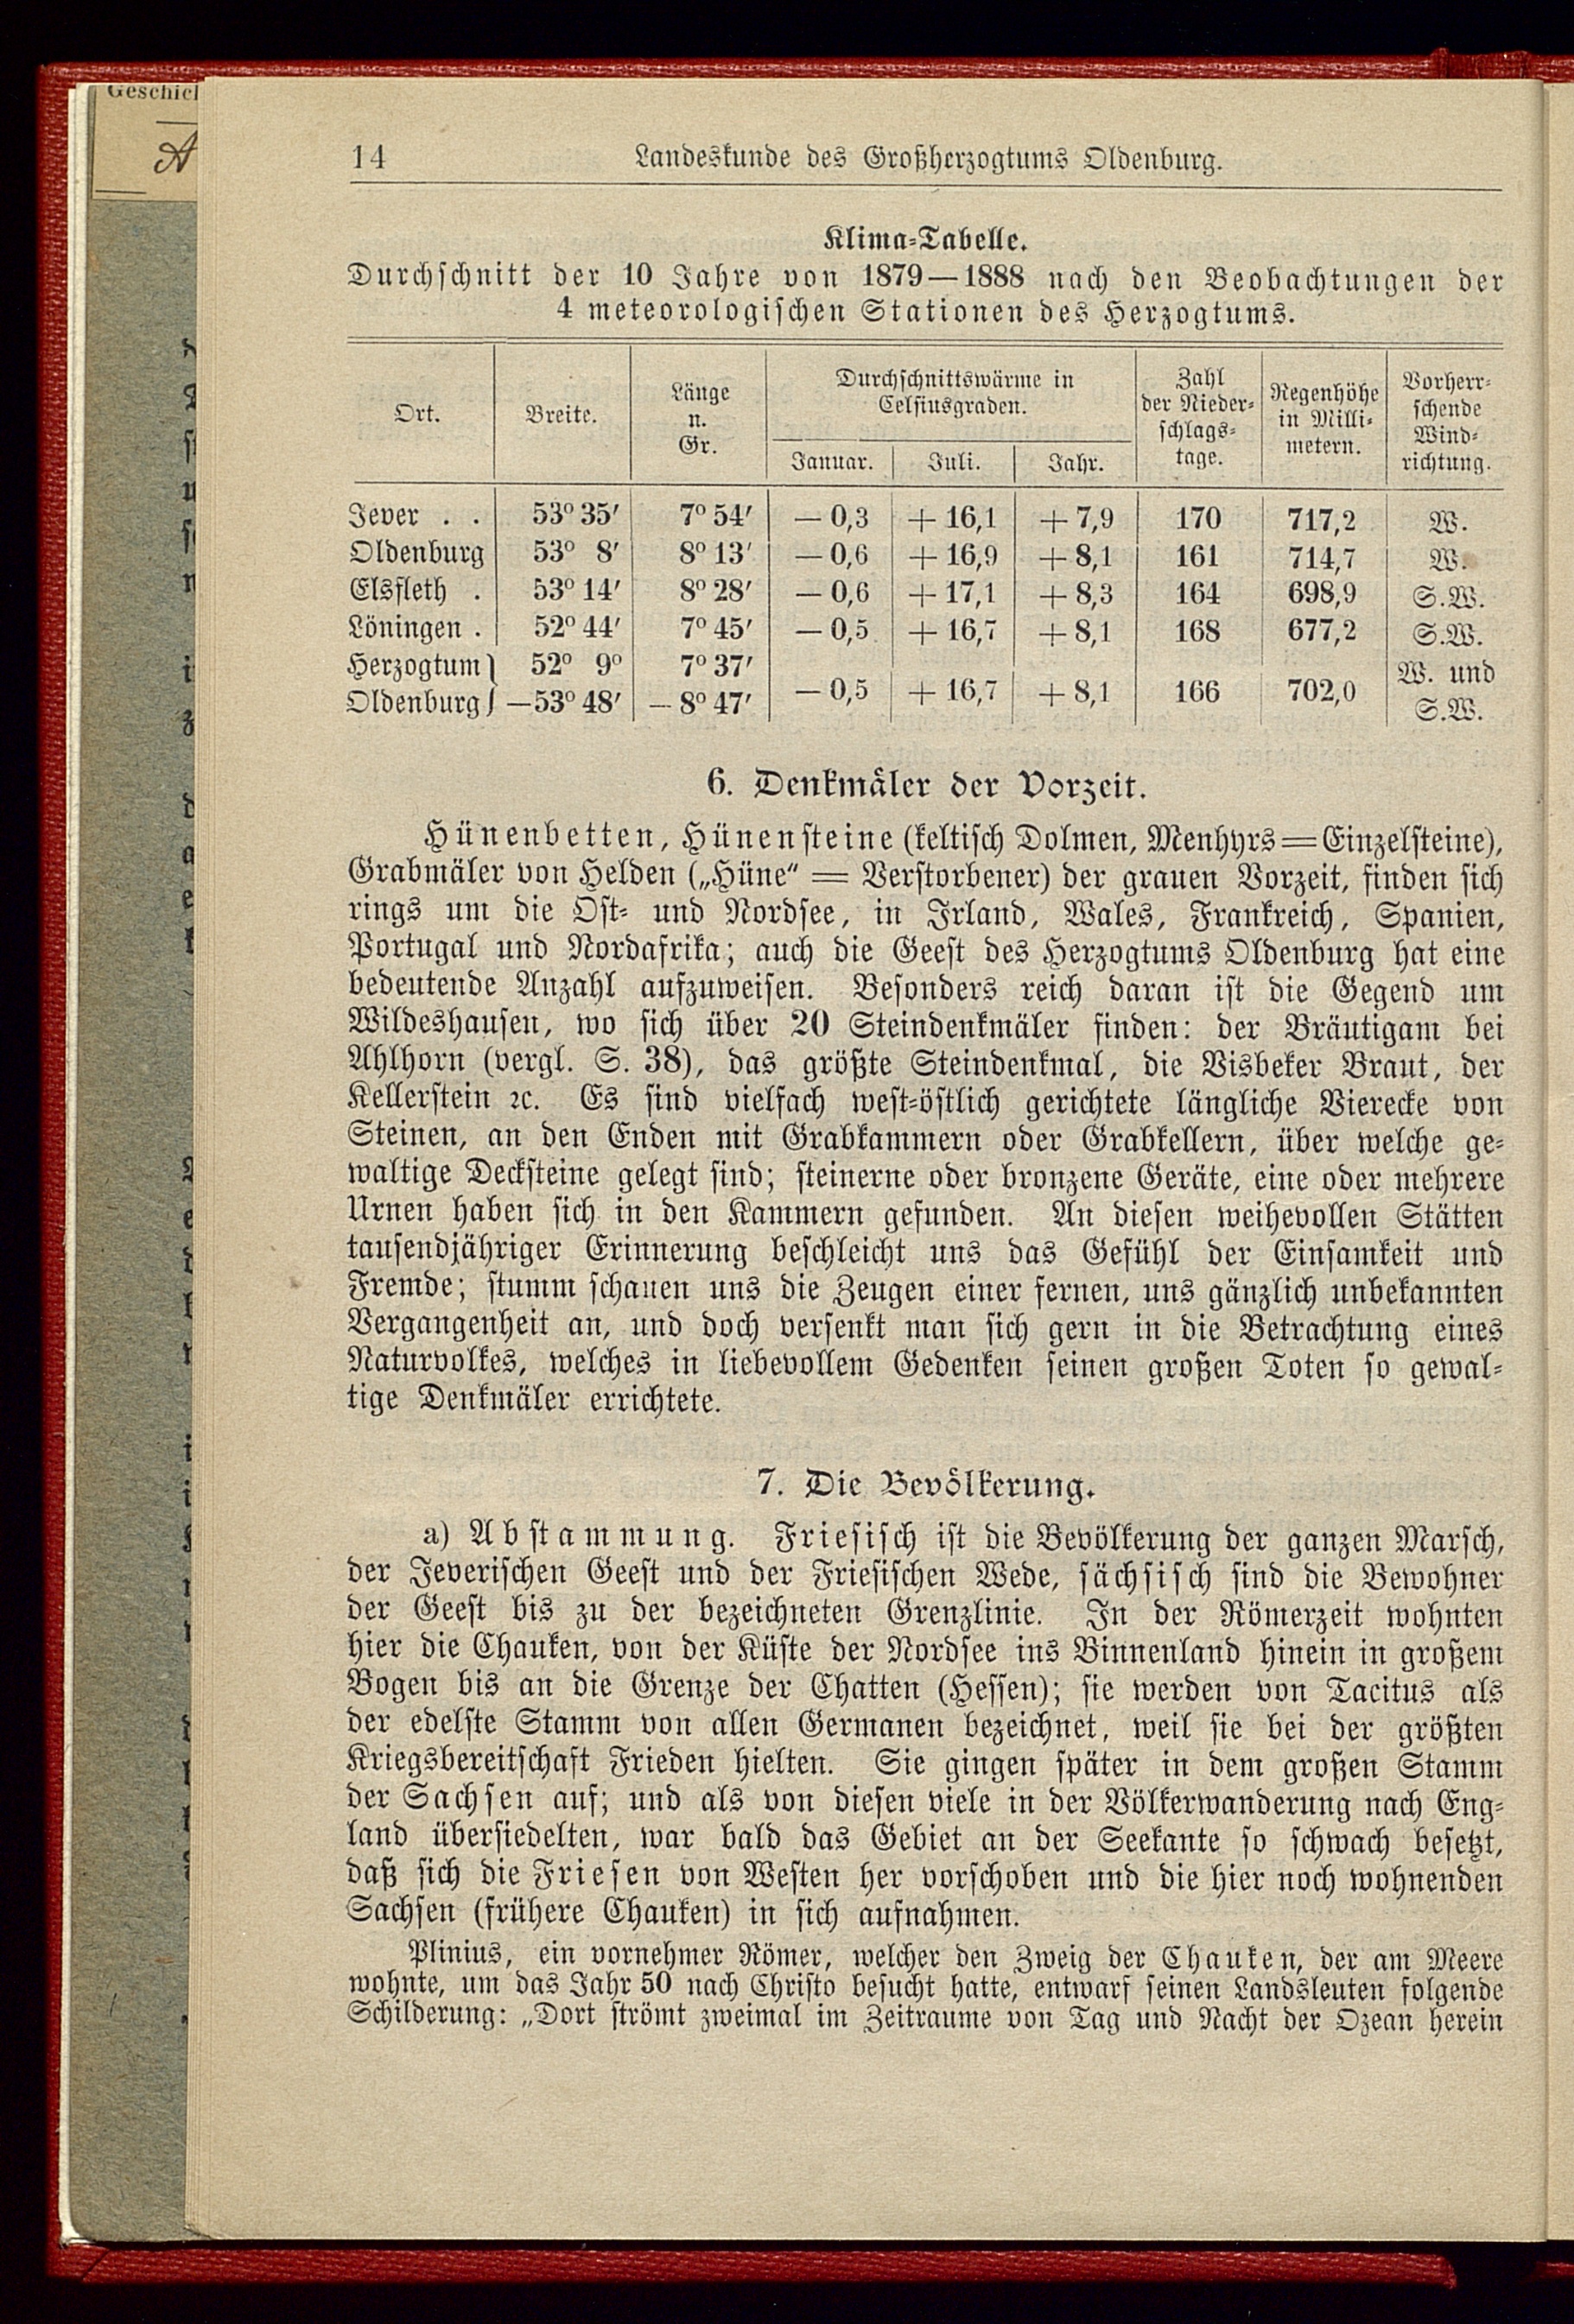 Geschich
A
14 Landeskunde des Großherzogtums Oldenburg.
Klima-Tabelle.
Durchschnitt der 10 Jahre von 1879—1888 nach den Beobachtungen der
4 meteorologischen Stationen des Herzogtums.
Ort. Breite. Länge n. Gr. Durchschnittswärme in Celsiusgraden. Januar. Juli. Jahr. Zahl der Nieder-schlags-tage. Regenhöhe in Milli-metern. Vorherr-schende Wind-richtung.
Jever . . 53° 35′ 7° 54′ — 0,3 + 16,1 + 7,9 170 717,2 W.
Oldenburg 53° 8′ 8° 13′ — 0,6 + 16,9 + 8,1 161 714,7 W.
Elsfleth . 53° 14′ 8° 28′ — 0,6 + 17,1 + 8,3 164 698,9 S.W.
Löningen . 52° 44′ 7° 45′ — 0,5 + 16,7 + 8,1 168 677,2 S.W.
Herzogtum } 52° 9° 7° 37′ W. und
Oldenburg } —53° 48′ — 8° 47′ — 0,5 + 16,7 + 8,1 166 702,0 S.W.
6. Denkmäler der Vorzeit.
Hünenbetten, Hünensteine (keltisch Dolmen, Menhyrs = Einzelsteine),
Grabmäler von Helden („Hüne“ = Verstorbener) der grauen Vorzeit, finden sich
rings um die Ost- und Nordsee, in Irland, Wales, Frankreich, Spanien,
Portugal und Nordafrika; auch die Geest des Herzogtums Oldenburg hat eine
bedeutende Anzahl aufzuweisen. Besonders reich daran ist die Gegend um
Wildeshausen, wo sich über 20 Steindenkmäler finden: der Bräutigam bei
Ahlhorn (vergl. S. 38), das größte Steindenkmal, die Visbeker Braut, der
Kellerstein ꝛc. Es sind vielfach west-östlich gerichtete längliche Vierecke von
Steinen, an den Enden mit Grabkammern oder Grabkellern, über welche ge-
waltige Decksteine gelegt sind; steinerne oder bronzene Geräte, eine oder mehrere
Urnen haben sich in den Kammern gefunden. An diesen weihevollen Stätten
tausendjähriger Erinnerung beschleicht uns das Gefühl der Einsamkeit und
Fremde; stumm schauen uns die Zeugen einer fernen, uns gänzlich unbekannten
Vergangenheit an, und doch versenkt man sich gern in die Betrachtung eines
Naturvolkes, welches in liebevollem Gedenken seinen großen Toten so gewal-
tige Denkmäler errichtete.
7. Die Bevölkerung.
a) Abstammung. Friesisch ist die Bevölkerung der ganzen Marsch,
der Jeverischen Geest und der Friesischen Wede, sächsisch sind die Bewohner
der Geest bis zu der bezeichneten Grenzlinie. In der Römerzeit wohnten
hier die Chauken, von der Küste der Nordsee ins Binnenland hinein in großem
Bogen bis an die Grenze der Chatten (Hessen); sie werden von Tacitus als
der edelste Stamm von allen Germanen bezeichnet, weil sie bei der größten
Kriegsbereitschaft Frieden hielten. Sie gingen später in dem großen Stamm
der Sachsen auf; und als von diesen viele in der Völkerwanderung nach Eng-
land übersiedelten, war bald das Gebiet an der Seekante so schwach besetzt,
daß sich die Friesen von Westen her vorschoben und die hier noch wohnenden
Sachsen (frühere Chauken) in sich aufnahmen.
Plinius, ein vornehmer Römer, welcher den Zweig der Chauken, der am Meere
wohnte, um das Jahr 50 nach Christo besucht hatte, entwarf seinen Landsleuten folgende
Schilderung: „Dort strömt zweimal im Zeitraume von Tag und Nacht der Ozean herein